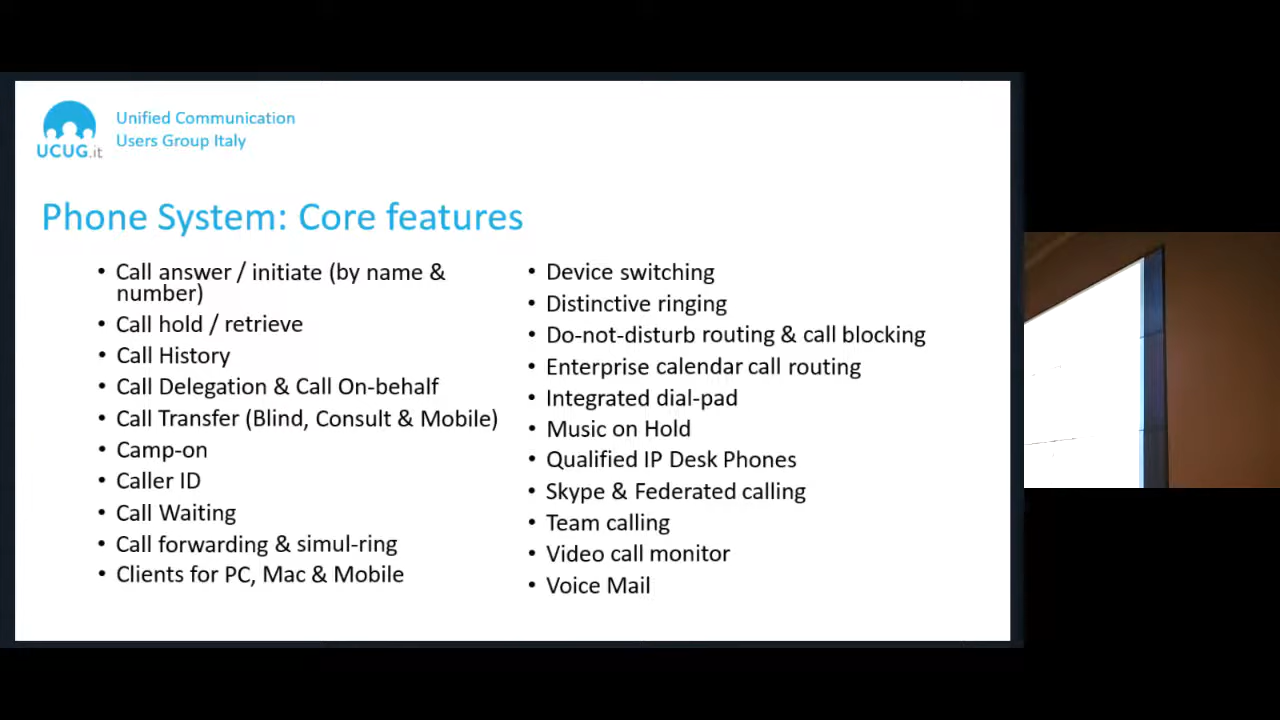 Unified Communication
Users Group Italy
UCUG.it
Phone System: Core features
• Call answer / initiate (by name &
number)
• Call hold / retrieve
• Call History
• Call Delegation & Call On-behalf
• Call Transfer (Blind, Consult & Mobile)
• Camp-on
• Caller ID
• Call Waiting
• Call forwarding & simul-ring
• Clients for PC, Mac & Mobile
• Device switching
• Distinctive ringing
• Do-not-disturb routing & call blocking
• Enterprise calendar call routing
• Integrated dial-pad
• Music on Hold
• Qualified IP Desk Phones
• Skype & Federated calling
• Team calling
• Video call monitor
• Voice Mail